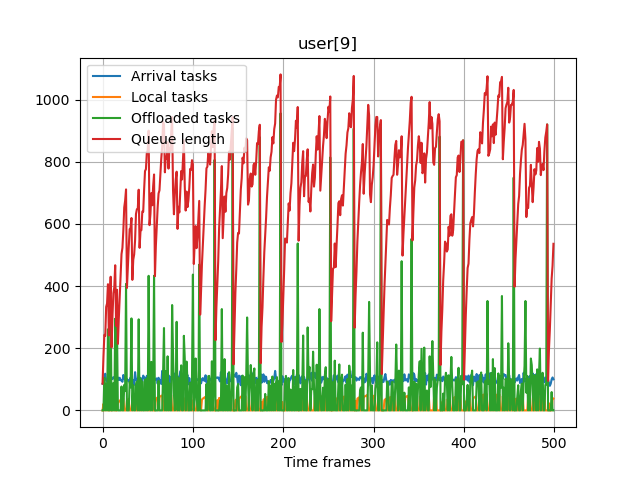 user[9]
Arrival tasks
Local tasks
Offloaded tasks
Queue length
1000
800
600
400
200
0
0 100 200 300 400 500
Time frames